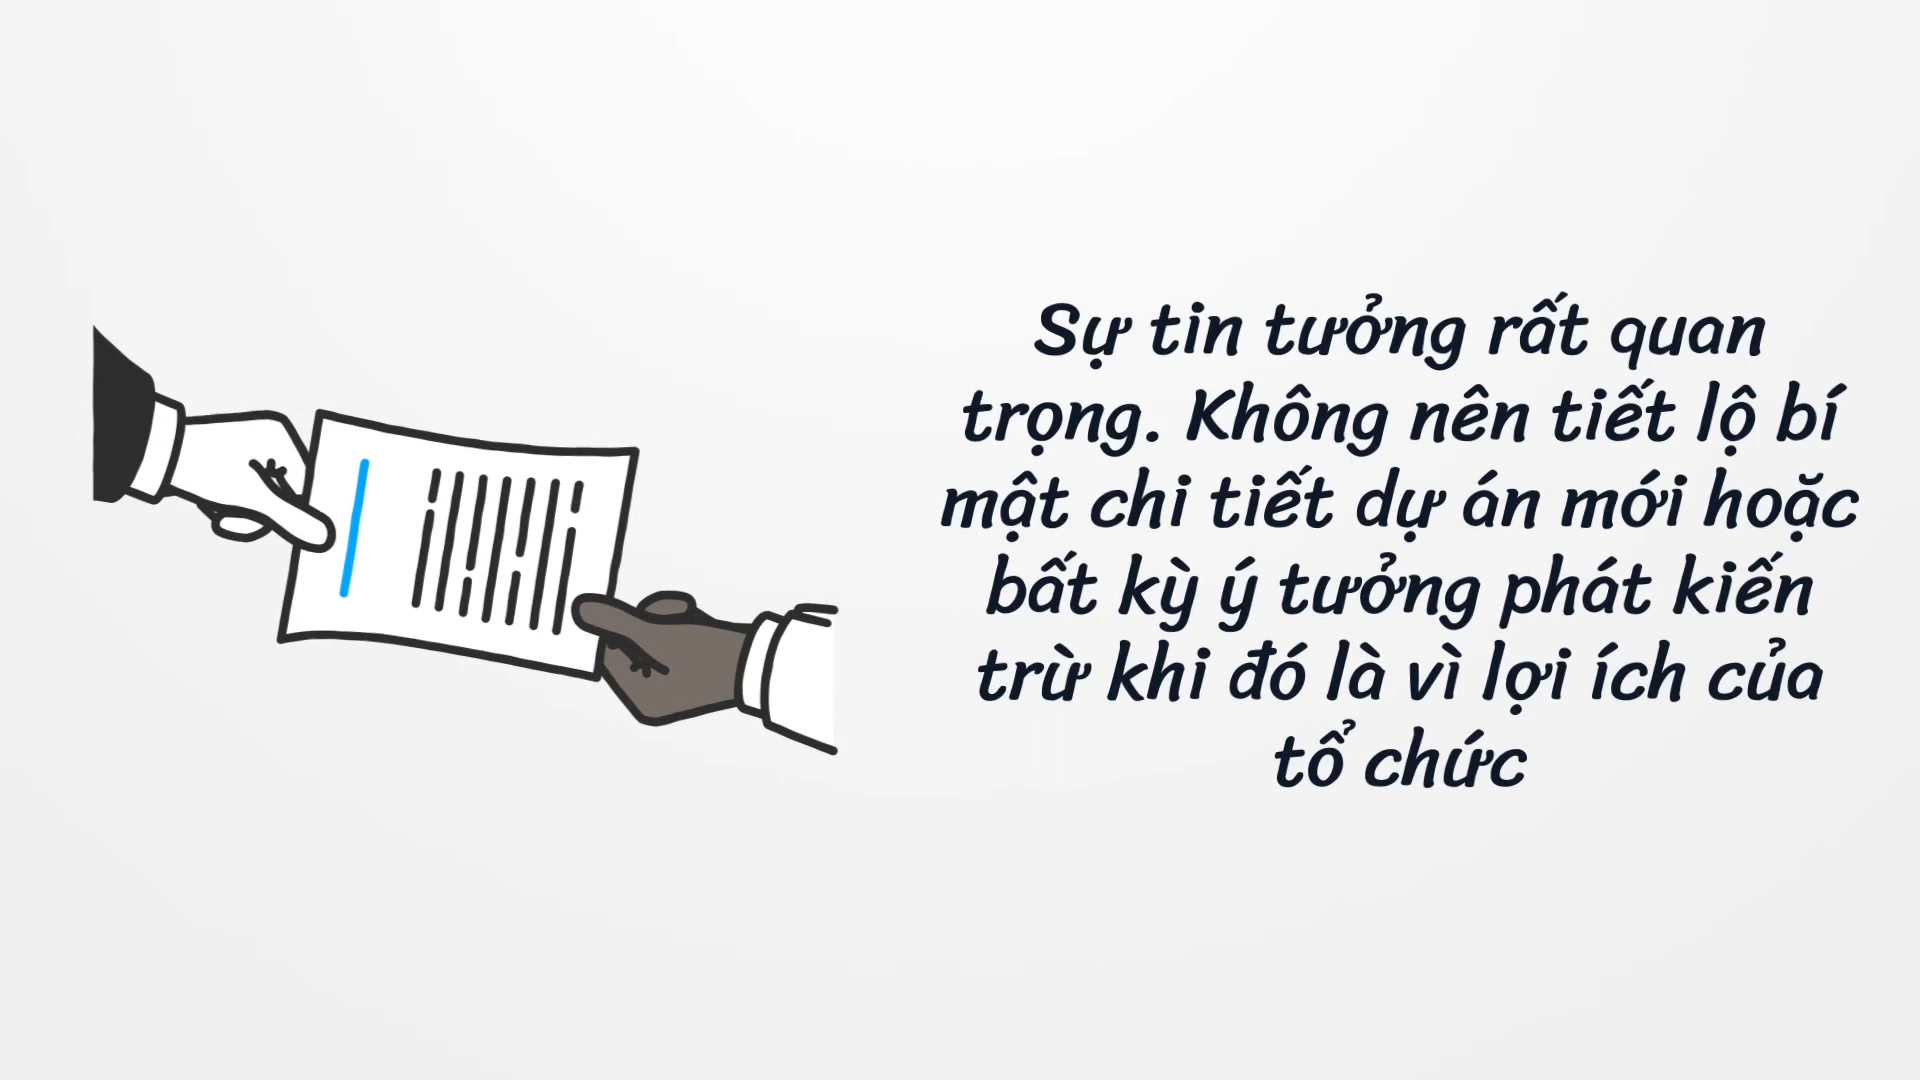 Sự tin tưởng rất quan
trọng. Không nên tiết lộ bí
mật chi tiết dự án mới hoặc
bất kỳ ý tưởng phát kiến
trừ khi đó là vì lợi ích của
tổ chức